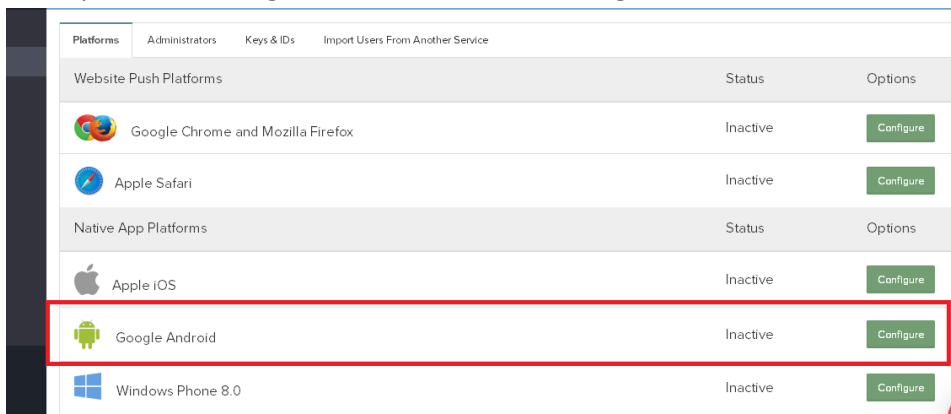 Platforms Administrators Keys & IDs Import Users From Another Service
Website Push Platforms Status Options
Google Chrome and Mozilla Firefox Inactive Configure
Apple Safari Inactive Configure
Native App Platforms Status Options
Apple iOS Inactive Configure
Google Android Inactive Configure
Windows Phone 8.0 Inactive Configure